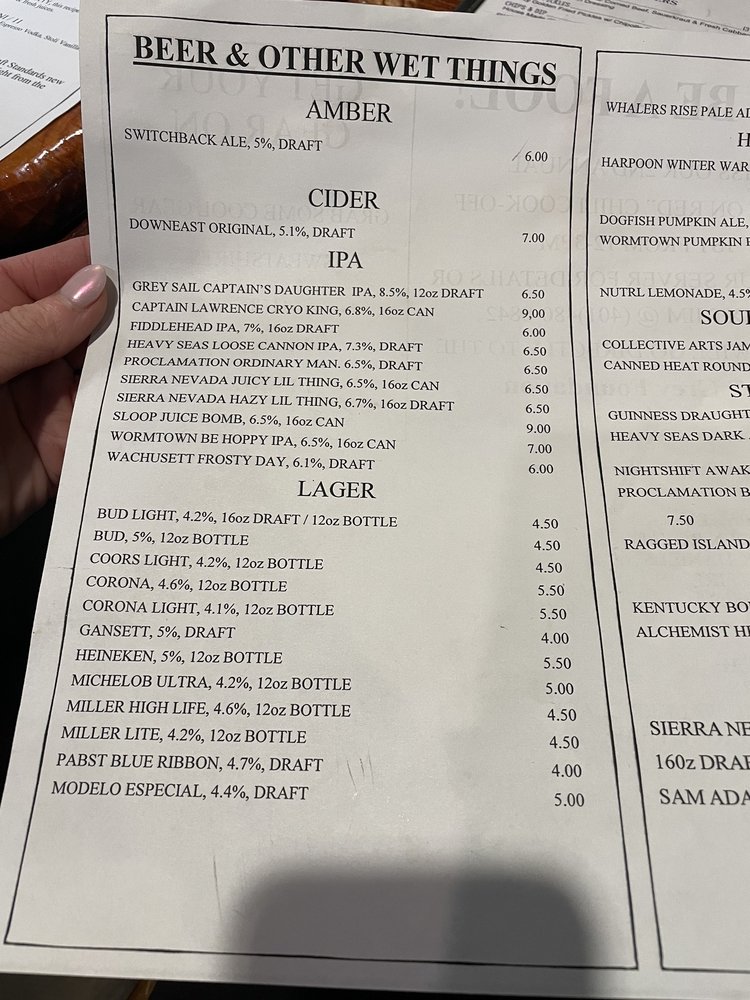 BEER & OTHER WET THINGS
AMBER
SWITCHBACK ALE, 5%, DRAFT 6.00
CIDER
DOWNEAST ORIGINAL, 5.1%, DRAFT 7.00
IPA
GREY SAIL CAPTAIN'S DAUGHTER IPA, 8.5%, 12oz DRAFT 6.50
CAPTAIN LAWRENCE CRYO KING, 6.8%, 16oz CAN 9,00
FIDDLEHEAD IPA, 7%, 16oz DRAFT 6.00
HEAVY SEAS LOOSE CANNON IPA, 7.3%, DRAFT 6.50
PROCLAMATION ORDINARY MAN. 6.5%, DRAFT 6.50
SIERRA NEVADA JUICY LIL THING, 6.5%, 16oz CAN 6.50
SIERRA NEVADA HAZY LIL THING, 6.7%, 16oz DRAFT 6.50
SLOOP JUICE BOMB, 6.5%, 16oz CAN 9.00
WORMTOWN BE HOPPY IPA, 6.5%, 16oz CAN 7.00
WACHUSETT FROSTY DAY, 6.1%, DRAFT 6.00
LAGER
BUD LIGHT, 4.2%, 16oz DRAFT / 12oz BOTTLE 4.50
BUD, 5%, 12oz BOTTLE 4.50
COORS LIGHT, 4.2%, 12oz BOTTLE 4.50
CORONA, 4.6%, 12oz BOTTLE 5.50
CORONA LIGHT, 4.1%, 12oz BOTTLE 5.50
GANSETT, 5%, DRAFT 4.00
HEINEKEN, 5%, 12oz BOTTLE 5.50
MICHELOB ULTRA, 4.2%, 12oz BOTTLE 5.00
MILLER HIGH LIFE, 4.6%, 12oz BOTTLE 4.50
MILLER LITE, 4.2%, 12oz BOTTLE 4.50
PABST BLUE RIBBON, 4.7%, DRAFT 4.00
MODELO ESPECIAL, 4.4%, DRAFT 5.00
WHALERS RISE PALE AL
H
HARPOON WINTER WAR
DOGFISH PUMPKIN ALE,
WORMTOWN PUMPKIN
NUTRL LEMONADE, 4.5%
SOU
COLLECTIVE ARTS JAM
CANNED HEAT ROUND
ST
GUINNESS DRAUGHT
HEAVY SEAS DARK
NIGHTSHIFT AWAK
PROCLAMATION B
7.50
RAGGED ISLAND
KENTUCKY BO
ALCHEMIST HE
SIERRA NE
16oz DRAF
SAM ADA